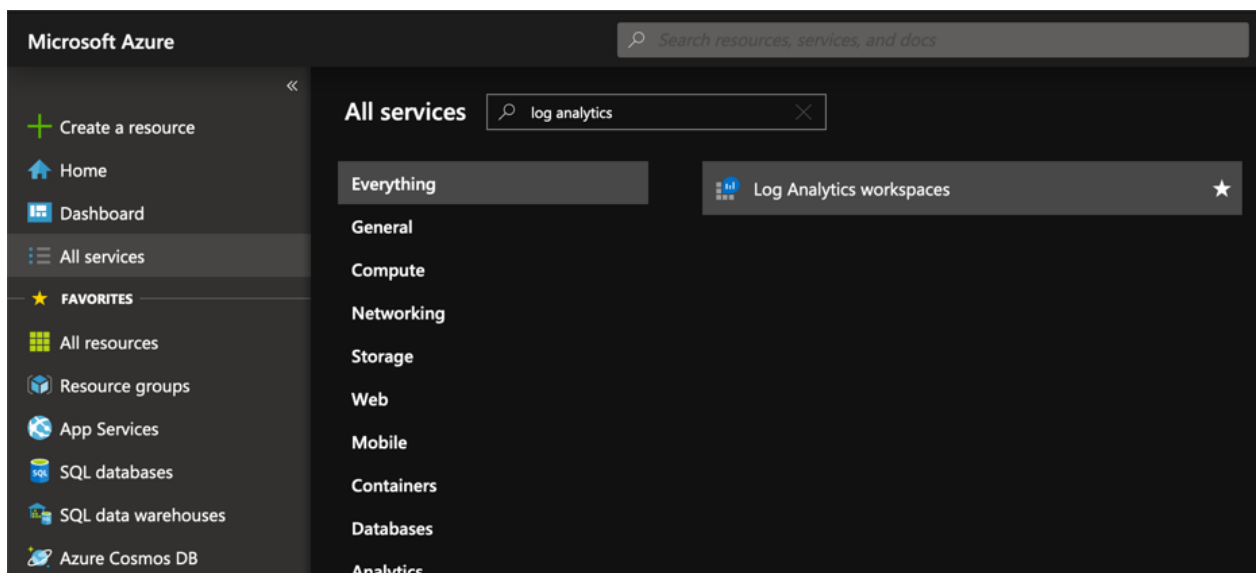 Microsoft Azure
Search resources, services, and docs
«
Create a resource
Home
Dashboard
All services
FAVORITES
All resources
Resource groups
App Services
SQL databases
SQL data warehouses
Azure Cosmos DB
All services
log analytics
Everything
General
Compute
Networking
Storage
Web
Mobile
Containers
Databases
Analytics
Log Analytics workspaces